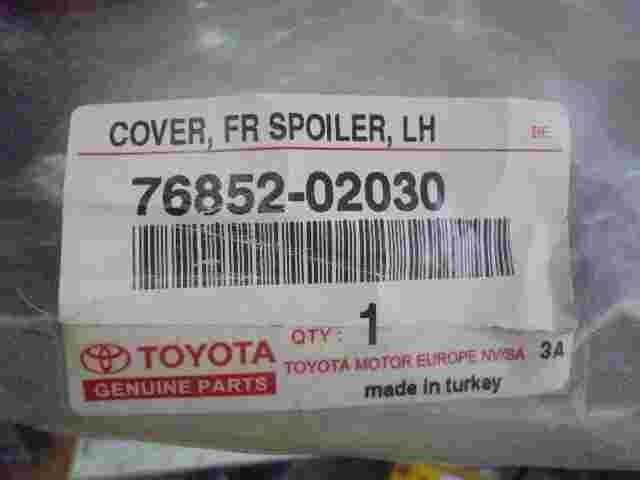 COVER, FR SPOILER, LH
76852-02030
QTY: 1
TOYOTA
GENUINE PARTS
TOYOTA MOTOR EUROPE NV/SA 3A
made in turkey